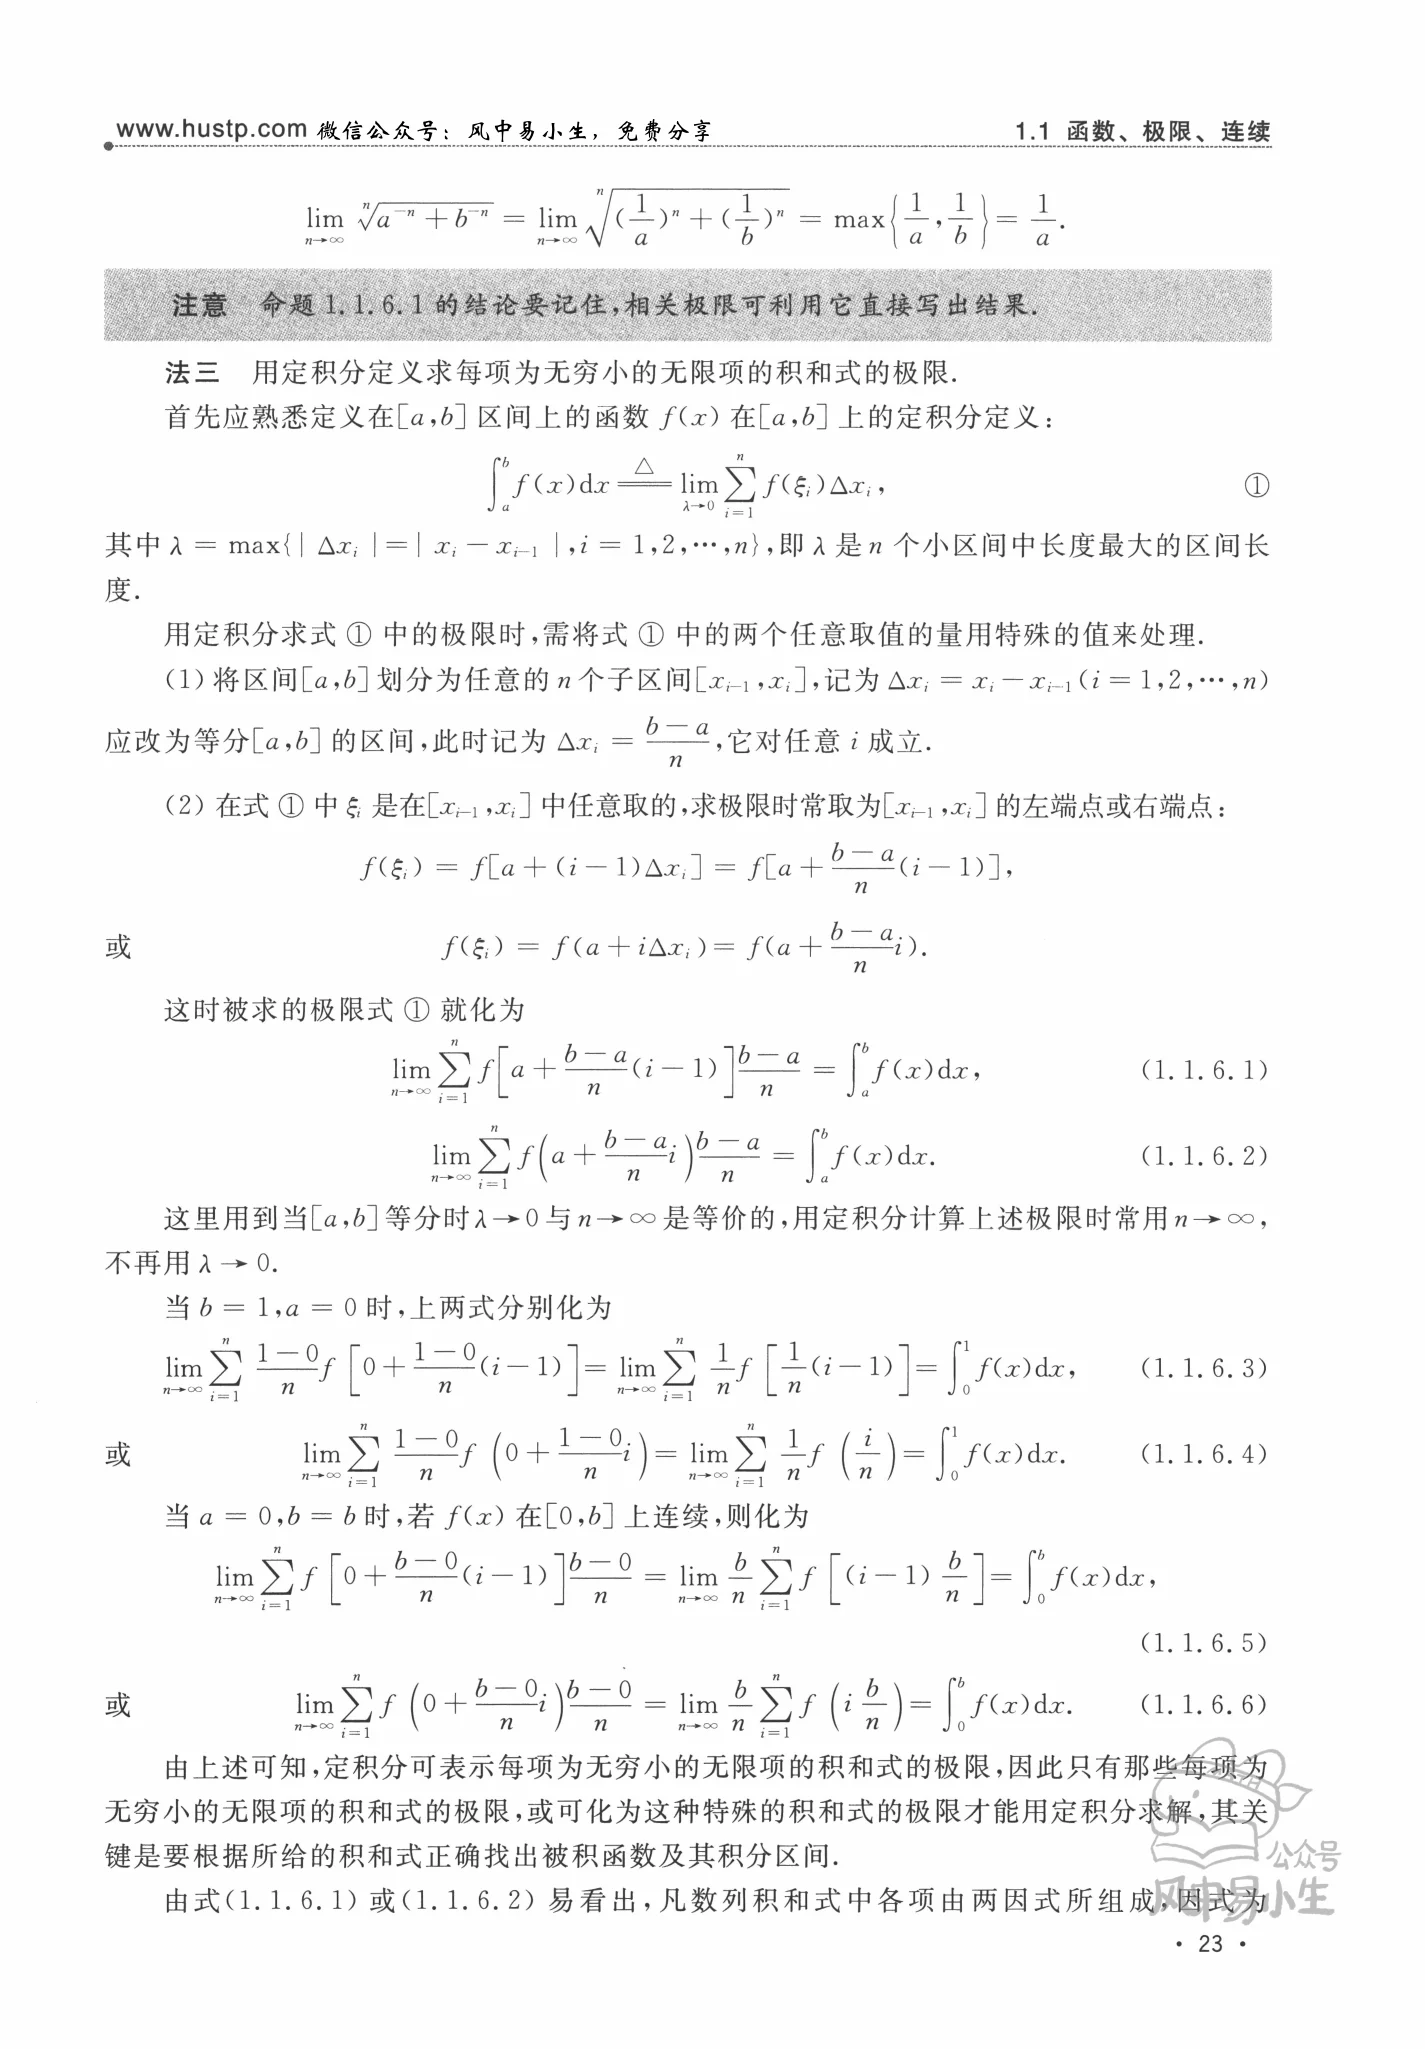 www.hustp.com 微信公众号：风中易小生，免费分享 1.1 函数、极限、连续
$\lim\limits_{n\to\infty}\sqrt[n]{a^{-n}+b^{-n}}=\lim\limits_{n\to\infty}\sqrt[n]{(\frac{1}{a})^n+(\frac{1}{b})^n}=\max\left\{\frac{1}{a},\frac{1}{b}\right\}=\frac{1}{a}.$
注意 命题1.1.6.1的结论要记住,相关极限可利用它直接写出结果.
法三 用定积分定义求每项为无穷小的无限项的积和式的极限.
首先应熟悉定义在[a,b]区间上的函数 f(x) 在[a,b]上的定积分定义:
$\int_a^b f(x)\mathrm{d}x \overset{\triangle}{=\!=} \lim\limits_{\lambda\to 0}\sum\limits_{i=1}^{n} f(\xi_i)\Delta x_i,$ ①
其中 $\lambda=\max\{|\Delta x_i|=|x_i-x_{i-1}|,i=1,2,\cdots,n\}$,即 λ 是 n 个小区间中长度最大的区间长
度.
用定积分求式 ① 中的极限时,需将式 ① 中的两个任意取值的量用特殊的值来处理.
(1) 将区间[a,b]划分为任意的 n 个子区间$[x_{i-1},x_i]$,记为 $\Delta x_i=x_i-x_{i-1}(i=1,2,\cdots,n)$
应改为等分[a,b]的区间,此时记为 $\Delta x_i=\frac{b-a}{n}$,它对任意 i 成立.
(2) 在式 ① 中 $\xi_i$ 是在$[x_{i-1},x_i]$中任意取的,求极限时常取为$[x_{i-1},x_i]$的左端点或右端点:
$f(\xi_i)=f[a+(i-1)\Delta x_i]=f[a+\frac{b-a}{n}(i-1)],$
或 $f(\xi_i)=f(a+i\Delta x_i)=f(a+\frac{b-a}{n}i).$
这时被求的极限式 ① 就化为
$\lim\limits_{n\to\infty}\sum\limits_{i=1}^{n} f\left[a+\frac{b-a}{n}(i-1)\right]\frac{b-a}{n}=\int_a^b f(x)\mathrm{d}x,$ (1.1.6.1)
$\lim\limits_{n\to\infty}\sum\limits_{i=1}^{n} f\left(a+\frac{b-a}{n}i\right)\frac{b-a}{n}=\int_a^b f(x)\mathrm{d}x.$ (1.1.6.2)
这里用到当[a,b]等分时λ→0与n→∞是等价的,用定积分计算上述极限时常用n→∞,
不再用 λ→0.
当 b = 1,a = 0 时,上两式分别化为
$\lim\limits_{n\to\infty}\sum\limits_{i=1}^{n}\frac{1-0}{n}f\left[0+\frac{1-0}{n}(i-1)\right]=\lim\limits_{n\to\infty}\sum\limits_{i=1}^{n}\frac{1}{n}f\left[\frac{1}{n}(i-1)\right]=\int_0^1 f(x)\mathrm{d}x,$ (1.1.6.3)
或 $\lim\limits_{n\to\infty}\sum\limits_{i=1}^{n}\frac{1-0}{n}f\left(0+\frac{1-0}{n}i\right)=\lim\limits_{n\to\infty}\sum\limits_{i=1}^{n}\frac{1}{n}f\left(\frac{i}{n}\right)=\int_0^1 f(x)\mathrm{d}x.$ (1.1.6.4)
当 a = 0,b = b 时,若 f(x) 在[0,b]上连续,则化为
$\lim\limits_{n\to\infty}\sum\limits_{i=1}^{n} f\left[0+\frac{b-0}{n}(i-1)\right]\frac{b-0}{n}=\lim\limits_{n\to\infty}\frac{b}{n}\sum\limits_{i=1}^{n} f\left[(i-1)\frac{b}{n}\right]=\int_0^b f(x)\mathrm{d}x,$
(1.1.6.5)
或 $\lim\limits_{n\to\infty}\sum\limits_{i=1}^{n} f\left(0+\frac{b-0}{n}i\right)\frac{b-0}{n}=\lim\limits_{n\to\infty}\frac{b}{n}\sum\limits_{i=1}^{n} f\left(i\frac{b}{n}\right)=\int_0^b f(x)\mathrm{d}x.$ (1.1.6.6)
由上述可知,定积分可表示每项为无穷小的无限项的积和式的极限,因此只有那些每项为
无穷小的无限项的积和式的极限,或可化为这种特殊的积和式的极限才能用定积分求解,其关
键是要根据所给的积和式正确找出被积函数及其积分区间.
公众号
由式(1.1.6.1) 或(1.1.6.2) 易看出,凡数列积和式中各项由两因式所组成,因式为
风中易小生
· 23 ·